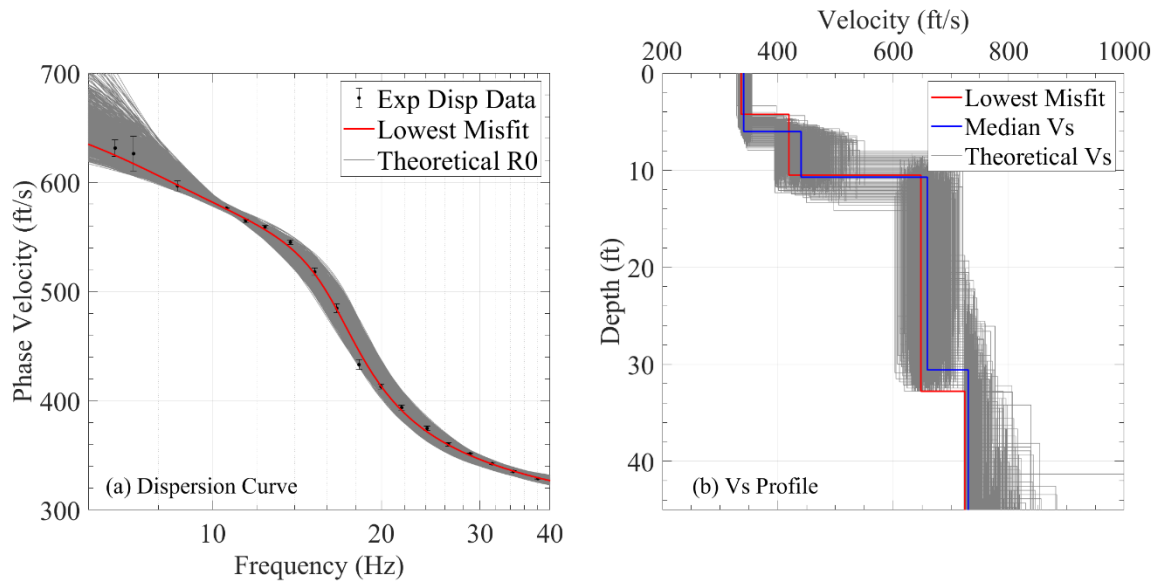 700
600
500
400
300
Phase Velocity (ft/s)
Exp Disp Data
Lowest Misfit
Theoretical R0
(a) Dispersion Curve
10
20
30
40
Frequency (Hz)
Velocity (ft/s)
200
400
600
800
1000
0
10
20
30
40
Depth (ft)
Lowest Misfit
Median Vs
Theoretical Vs
(b) Vs Profile